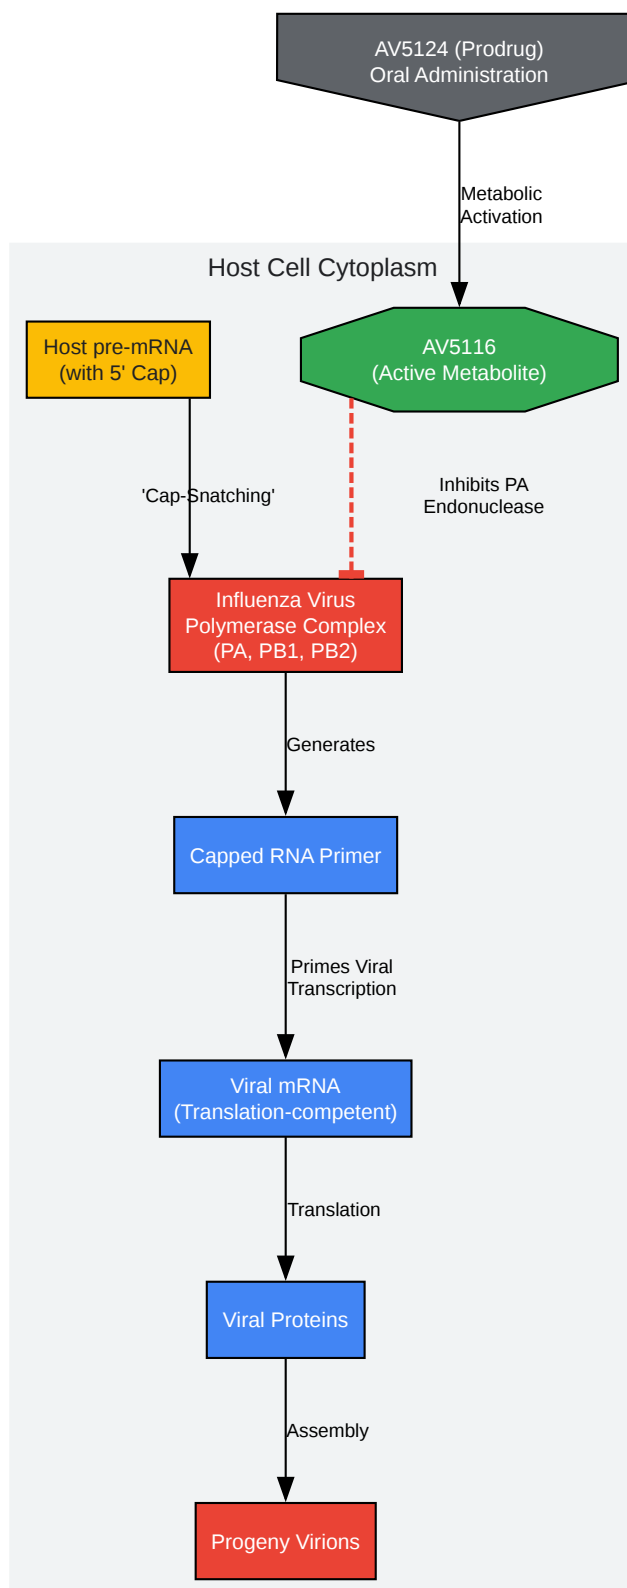 AV5124 (Prodrug)
Oral Administration
Metabolic
Activation
Host Cell Cytoplasm
Host pre-mRNA
(with 5' Cap)
AV5116
(Active Metabolite)
'Cap-Snatching'
Inhibits PA
Endonuclease
Influenza Virus
Polymerase Complex
(PA, PB1, PB2)
Generates
Capped RNA Primer
Primes Viral
Transcription
Viral mRNA
(Translation-competent)
Translation
Viral Proteins
Assembly
Progeny Virions